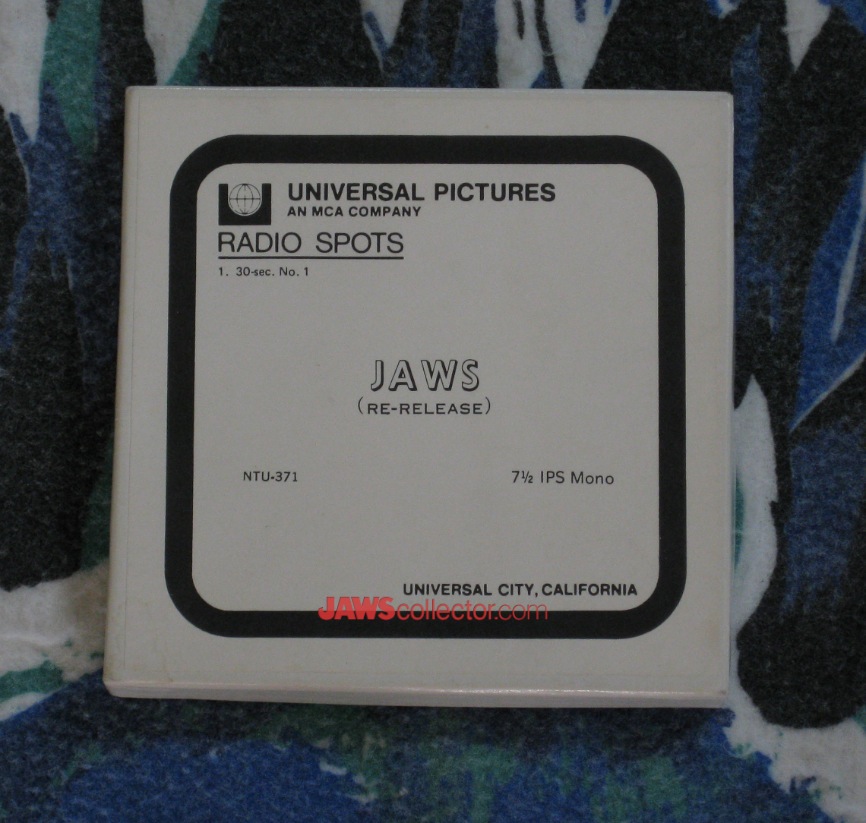 UNIVERSAL PICTURES
AN MCA COMPANY
RADIO SPOTS
1. 30-sec. No. 1
JAWS
(RE-RELEASE)
NTU-371 7½ IPS Mono
UNIVERSAL CITY, CALIFORNIA
JAWScollector.com